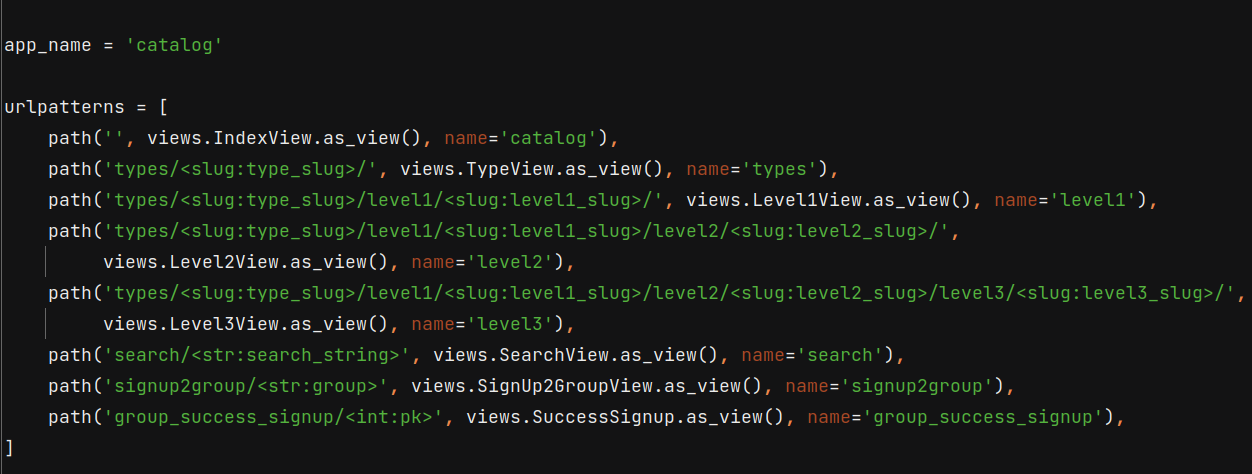 app_name = 'catalog'
urlpatterns = [
path('', views.IndexView.as_view(), name='catalog'),
path('types/<slug:type_slug>/', views.TypeView.as_view(), name='types'),
path('types/<slug:type_slug>/level1/<slug:level1_slug>/', views.Level1View.as_view(), name='level1'),
path('types/<slug:type_slug>/level1/<slug:level1_slug>/level2/<slug:level2_slug>/',
views.Level2View.as_view(), name='level2'),
path('types/<slug:type_slug>/level1/<slug:level1_slug>/level2/<slug:level2_slug>/level3/<slug:level3_slug>/',
views.Level3View.as_view(), name='level3'),
path('search/<str:search_string>', views.SearchView.as_view(), name='search'),
path('signup2group/<str:group>', views.SignUp2GroupView.as_view(), name='signup2group'),
path('group_success_signup/<int:pk>', views.SuccessSignup.as_view(), name='group_success_signup'),
]